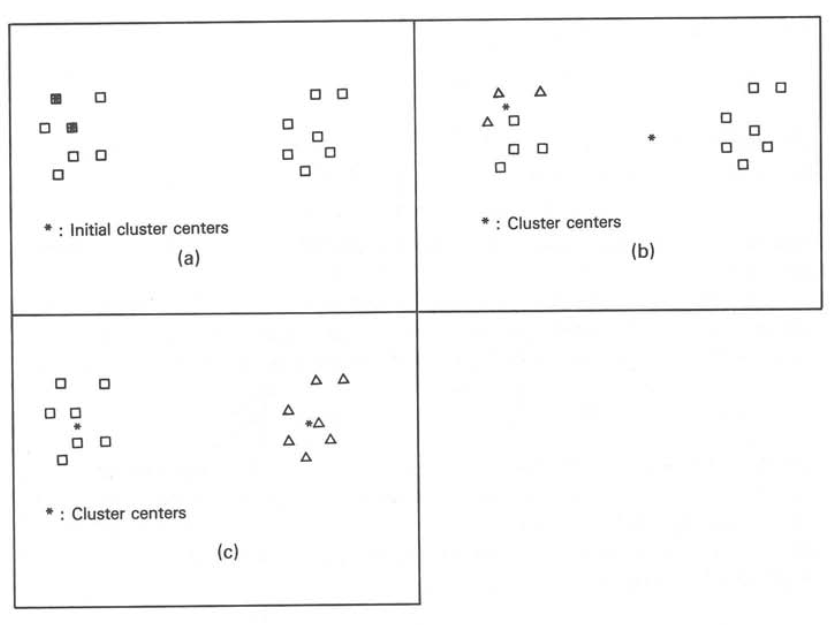 * : Initial cluster centers
(a)
* : Cluster centers
(b)
* : Cluster centers
(c)